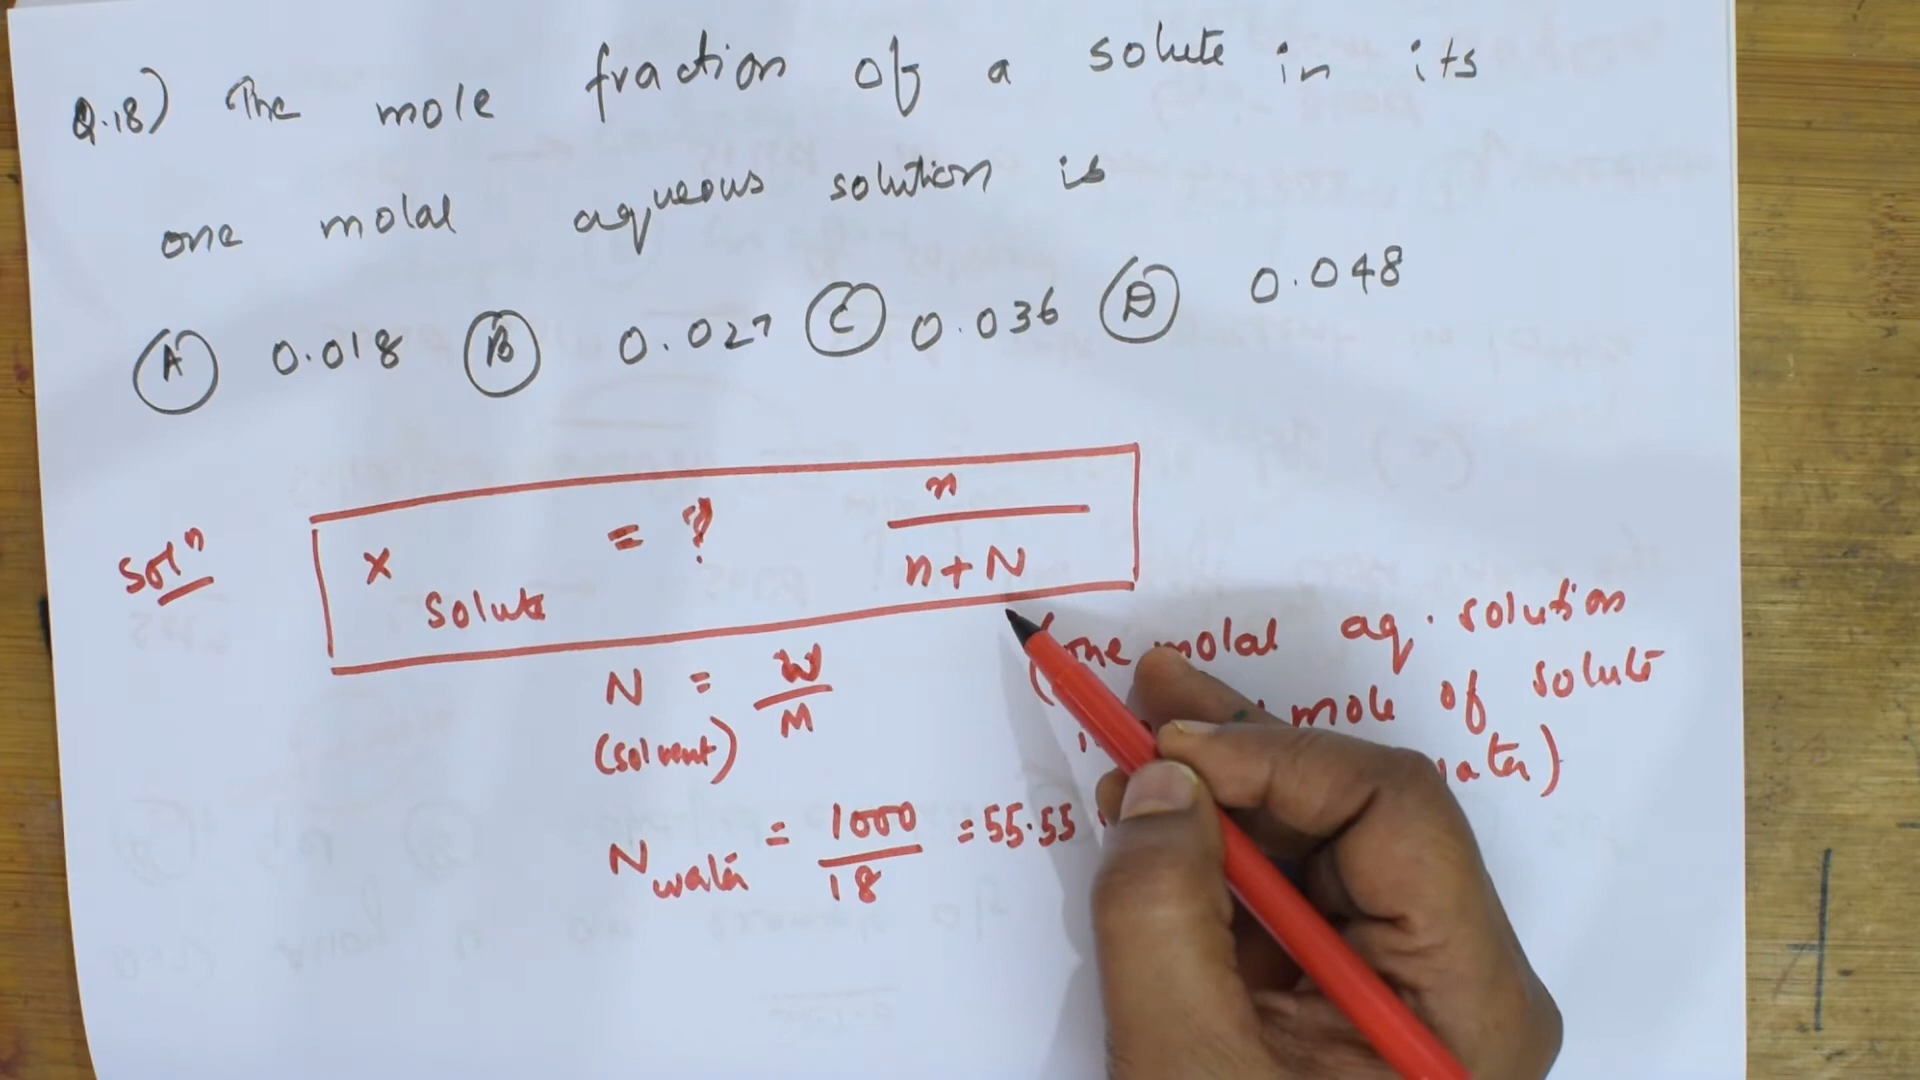 Q.18) The mole fraction of a solute in its
one molal aqueous solution is
(A) 0.018 (B) 0.027 (C) 0.036 (D) 0.048
Solⁿ
x solute = ? n / n+N
(one molal aq. solution
mole of solute
N (solvent) = W / M
N water = 1000 / 18 = 55.55